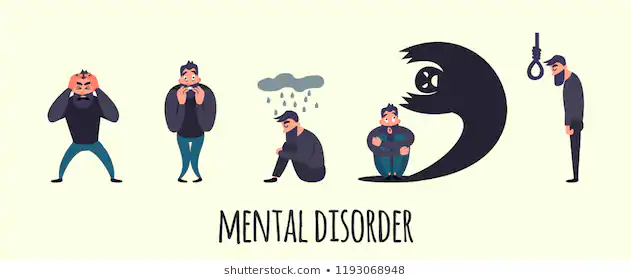 MENTAL DISORDER
shutterstock.com • 1193068948